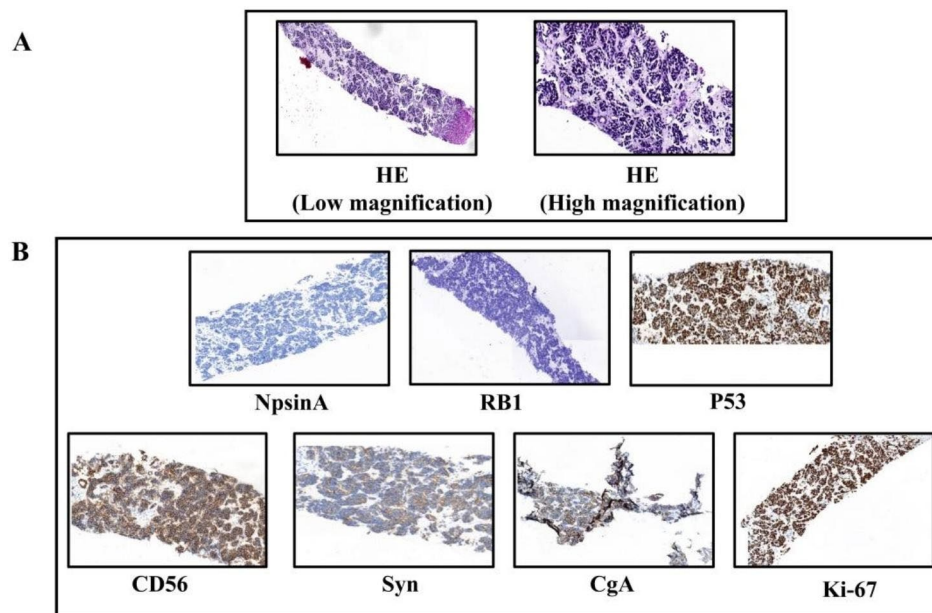 A
HE
(Low magnification)
HE
(High magnification)
B
NpsinA
RB1
P53
CD56
Syn
CgA
Ki-67